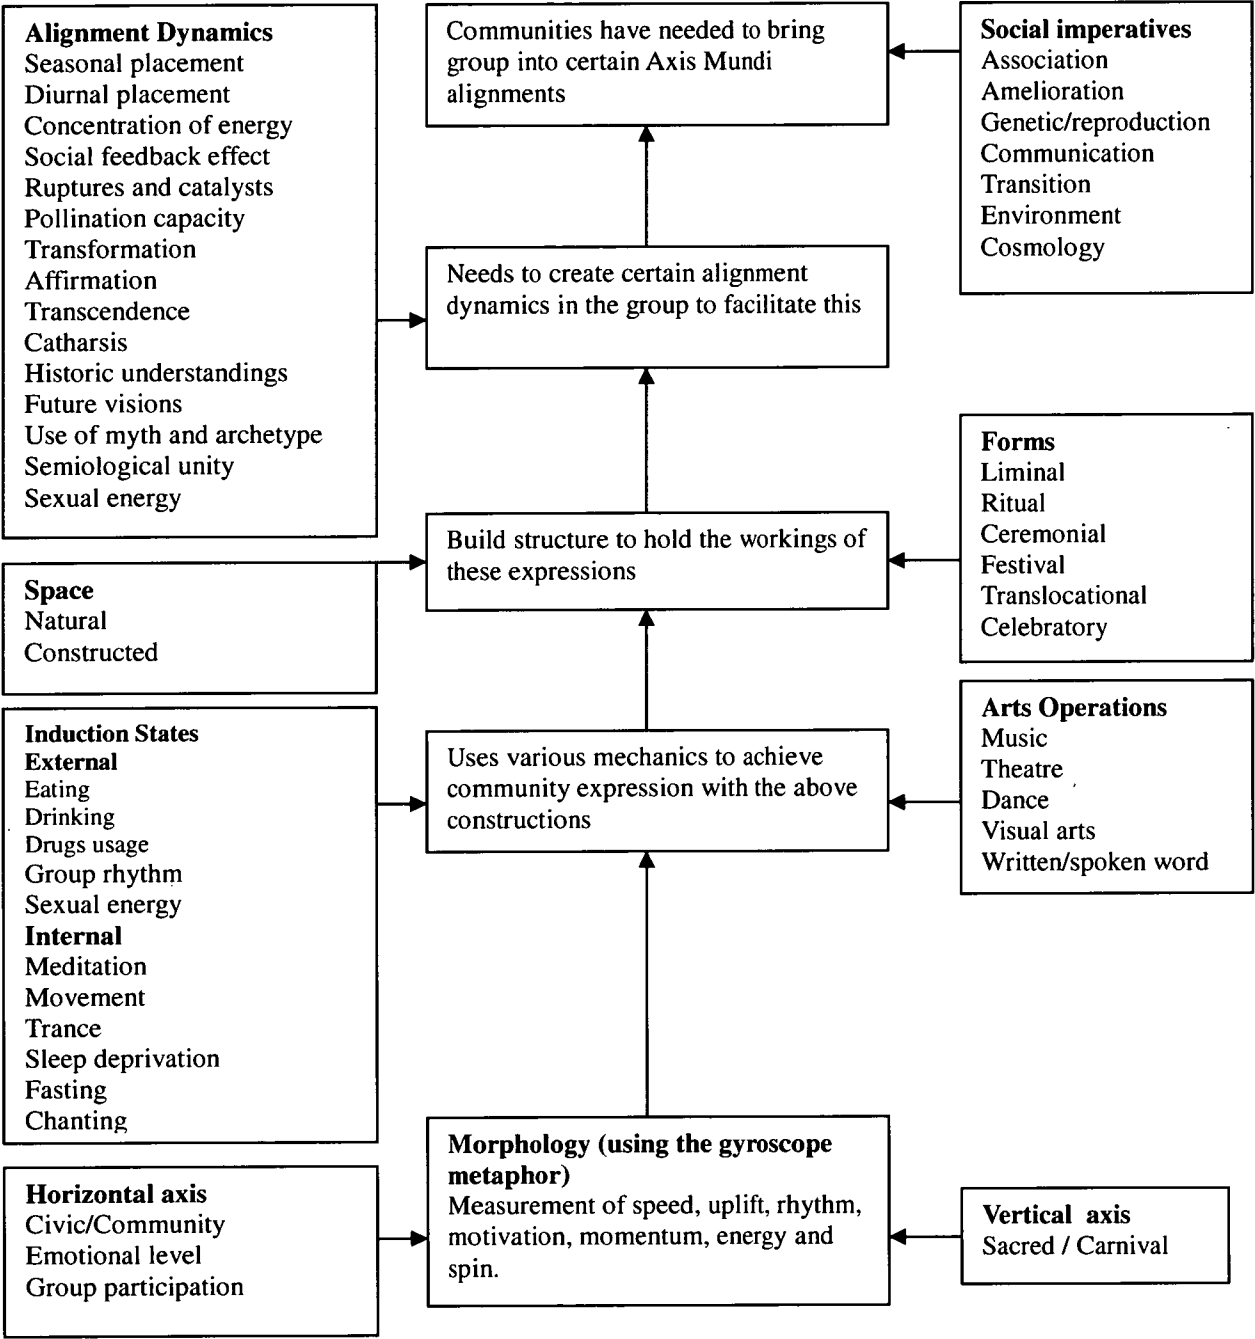 Alignment Dynamics
Seasonal placement
Diurnal placement
Concentration of energy
Social feedback effect
Ruptures and catalysts
Pollination capacity
Transformation
Affirmation
Transcendence
Catharsis
Historic understandings
Future visions
Use of myth and archetype
Semiological unity
Sexual energy
Communities have needed to bring
group into certain Axis Mundi
alignments
Social imperatives
Association
Amelioration
Genetic/reproduction
Communication
Transition
Environment
Cosmology
Needs to create certain alignment
dynamics in the group to facilitate this
Forms
Liminal
Ritual
Ceremonial
Festival
Translocational
Celebratory
Build structure to hold the workings of
these expressions
Space
Natural
Constructed
Induction States
External
Eating
Drinking
Drugs usage
Group rhythm
Sexual energy
Internal
Meditation
Movement
Trance
Sleep deprivation
Fasting
Chanting
Uses various mechanics to achieve
community expression with the above
constructions
Arts Operations
Music
Theatre
Dance
Visual arts
Written/spoken word
Horizontal axis
Civic/Community
Emotional level
Group participation
Morphology (using the gyroscope
metaphor)
Measurement of speed, uplift, rhythm,
motivation, momentum, energy and
spin.
Vertical axis
Sacred / Carnival